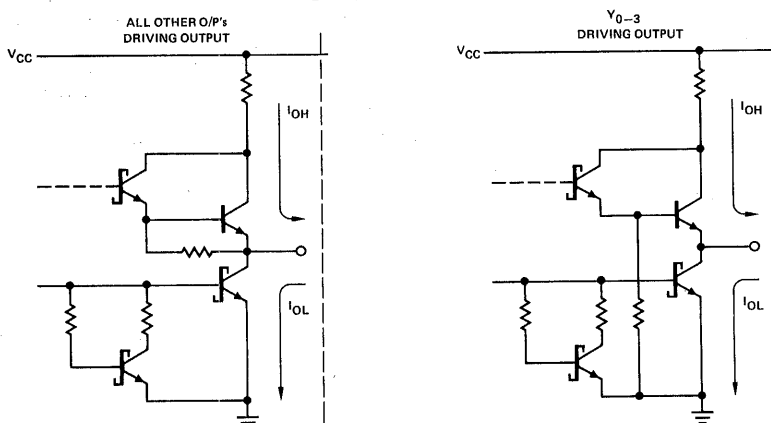 ALL OTHER O/P's
DRIVING OUTPUT
VCC
IOH
IOL
Y0–3
DRIVING OUTPUT
VCC
IOH
IOL